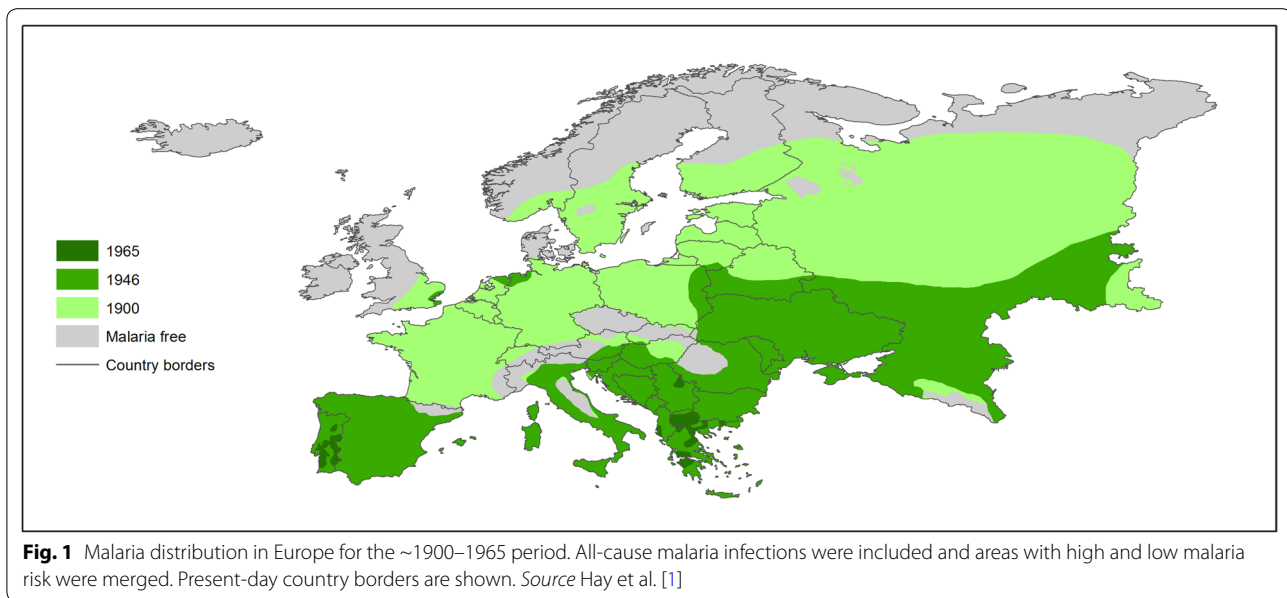 1965
1946
1900
Malaria free
Country borders
Fig. 1 Malaria distribution in Europe for the ~1900–1965 period. All-cause malaria infections were included and areas with high and low malaria
risk were merged. Present-day country borders are shown. Source Hay et al. [1]